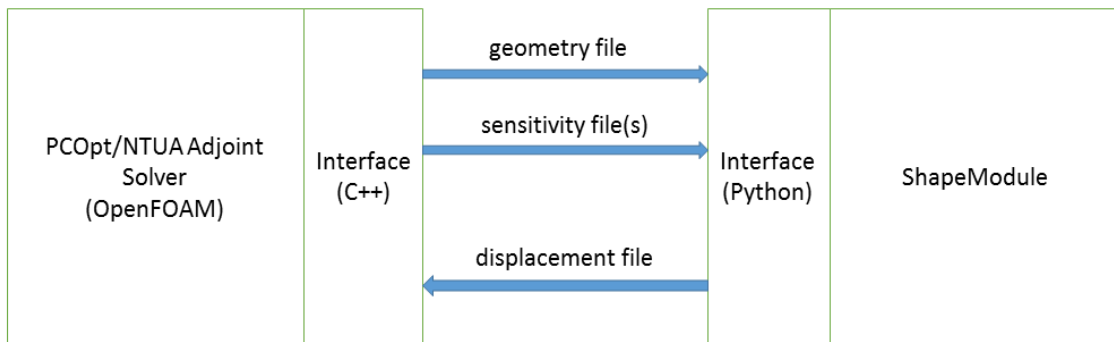 geometry file
sensitivity file(s)
PCOpt/NTUA Adjoint
Solver
(OpenFOAM)
Interface
(C++)
Interface
(Python)
ShapeModule
displacement file